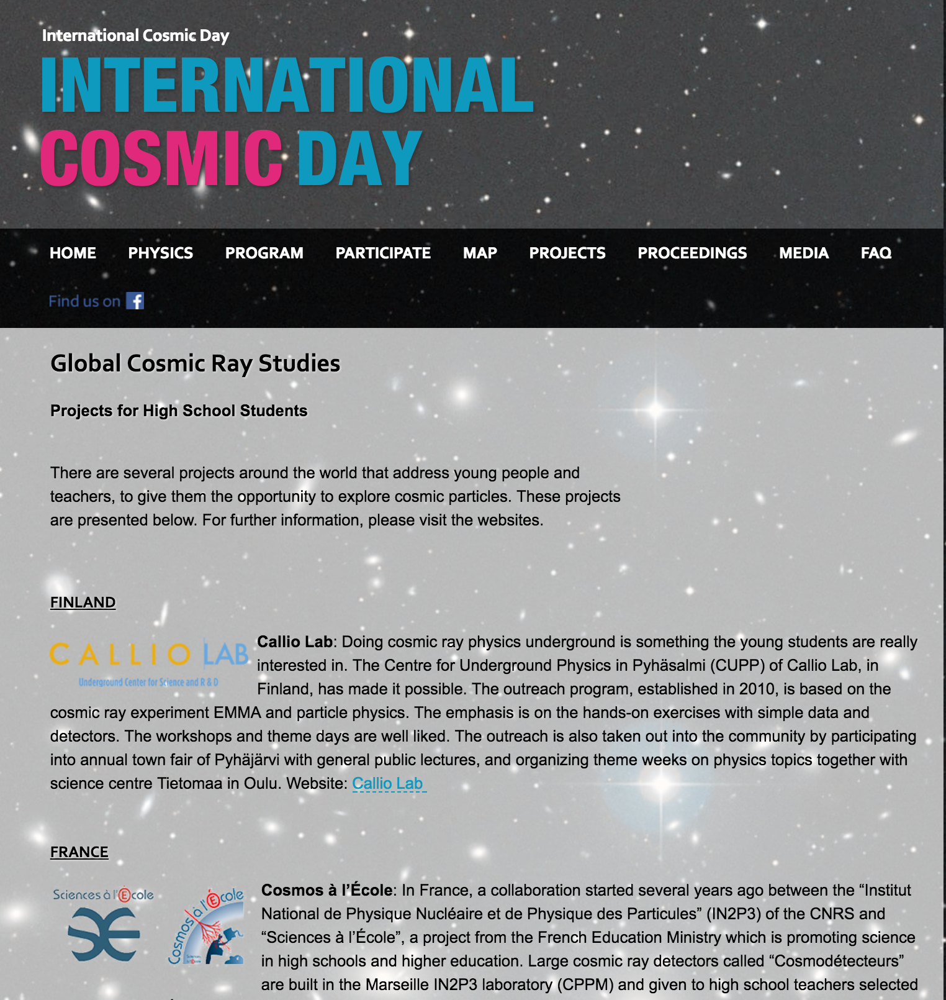 International Cosmic Day
INTERNATIONAL
COSMIC DAY
HOME PHYSICS PROGRAM PARTICIPATE MAP PROJECTS PROCEEDINGS MEDIA FAQ
Find us on f
Global Cosmic Ray Studies
Projects for High School Students
There are several projects around the world that address young people and
teachers, to give them the opportunity to explore cosmic particles. These projects
are presented below. For further information, please visit the websites.
FINLAND
CALLIO LAB
Underground Center for Science and R & D
Callio Lab: Doing cosmic ray physics underground is something the young students are really
interested in. The Centre for Underground Physics in Pyhäsalmi (CUPP) of Callio Lab, in
Finland, has made it possible. The outreach program, established in 2010, is based on the
cosmic ray experiment EMMA and particle physics. The emphasis is on the hands-on exercises with simple data and
detectors. The workshops and theme days are well liked. The outreach is also taken out into the community by participating
into annual town fair of Pyhäjärvi with general public lectures, and organizing theme weeks on physics topics together with
science centre Tietomaa in Oulu. Website: Callio Lab
FRANCE
Sciences à l'École
Cosmos à l'École
Sciences à l'École
Cosmos à l’École: In France, a collaboration started several years ago between the “Institut
National de Physique Nucléaire et de Physique des Particules” (IN2P3) of the CNRS and
“Sciences à l’École”, a project from the French Education Ministry which is promoting science
in high schools and higher education. Large cosmic ray detectors called “Cosmodétecteurs”
are built in the Marseille IN2P3 laboratory (CPPM) and given to high school teachers selected